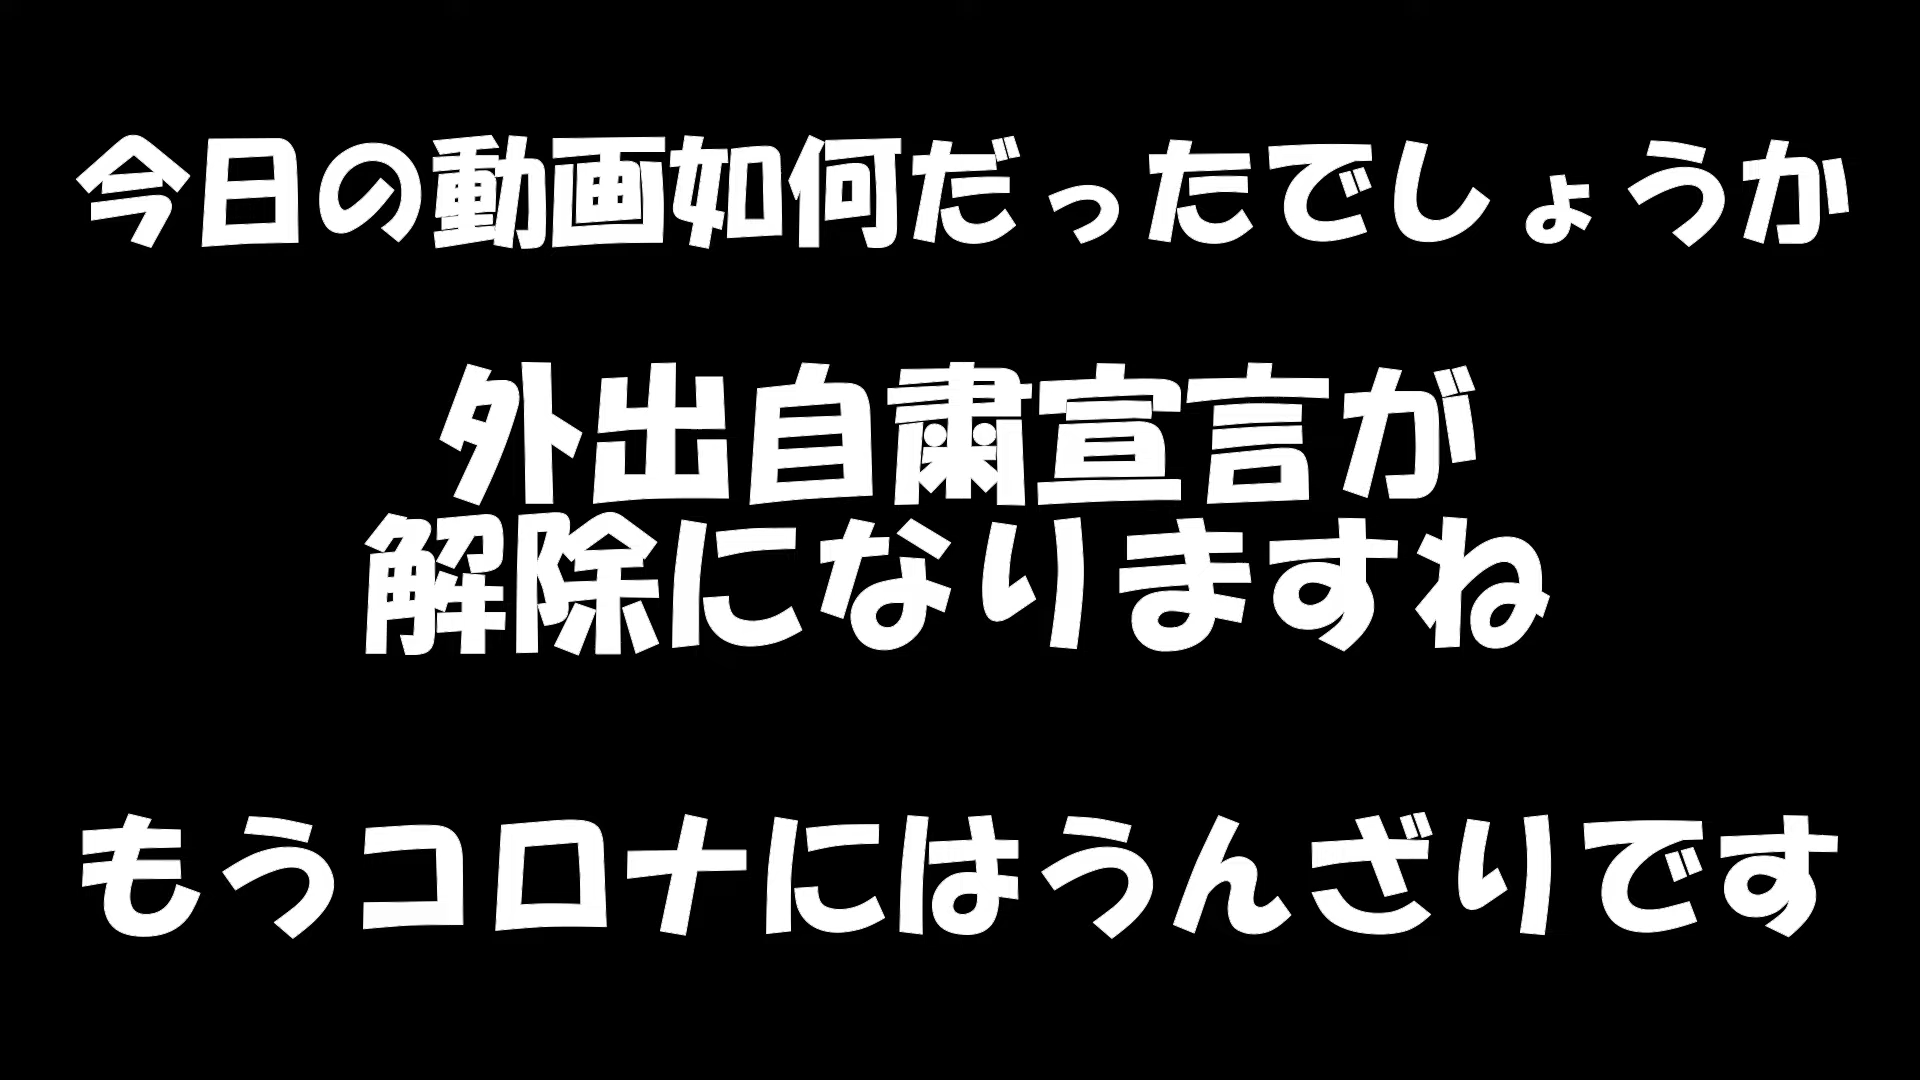 今日の動画如何だったでしょうか
外出自粛宣言が
解除になりますね
もうコロナにはうんざりです